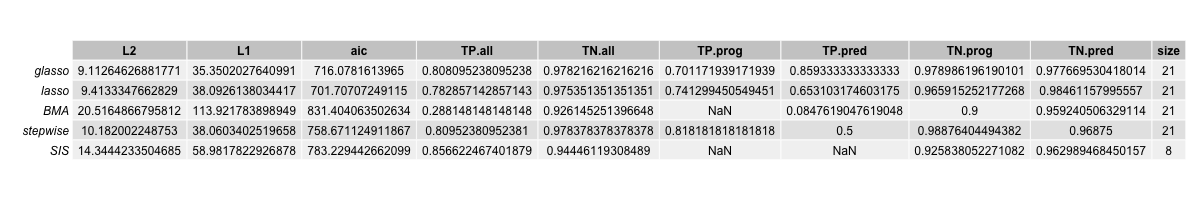 L2 L1 aic TP.all TN.all TP.prog TP.pred TN.prog TN.pred size
glasso 9.11264626881771 35.3502027640991 716.0781613965 0.808095238095238 0.978216216216216 0.701171939171939 0.859333333333333 0.978986196190101 0.977669530418014 21
lasso 9.4133347662829 38.0926138034417 701.70707249115 0.782857142857143 0.975351351351351 0.741299450549451 0.653103174603175 0.965915252177268 0.98461157995557 21
BMA 20.5164866795812 113.921783898949 831.404063502634 0.288148148148148 0.926145251396648 NaN 0.0847619047619048 0.9 0.959240506329114 21
stepwise 10.182002248753 38.0603402519658 758.671124911867 0.80952380952381 0.978378378378378 0.818181818181818 0.5 0.98876404494382 0.96875 21
SIS 14.3444233504685 58.9817822926878 783.229442662099 0.856622467401879 0.94446119308489 NaN NaN 0.925838052271082 0.962989468450157 8